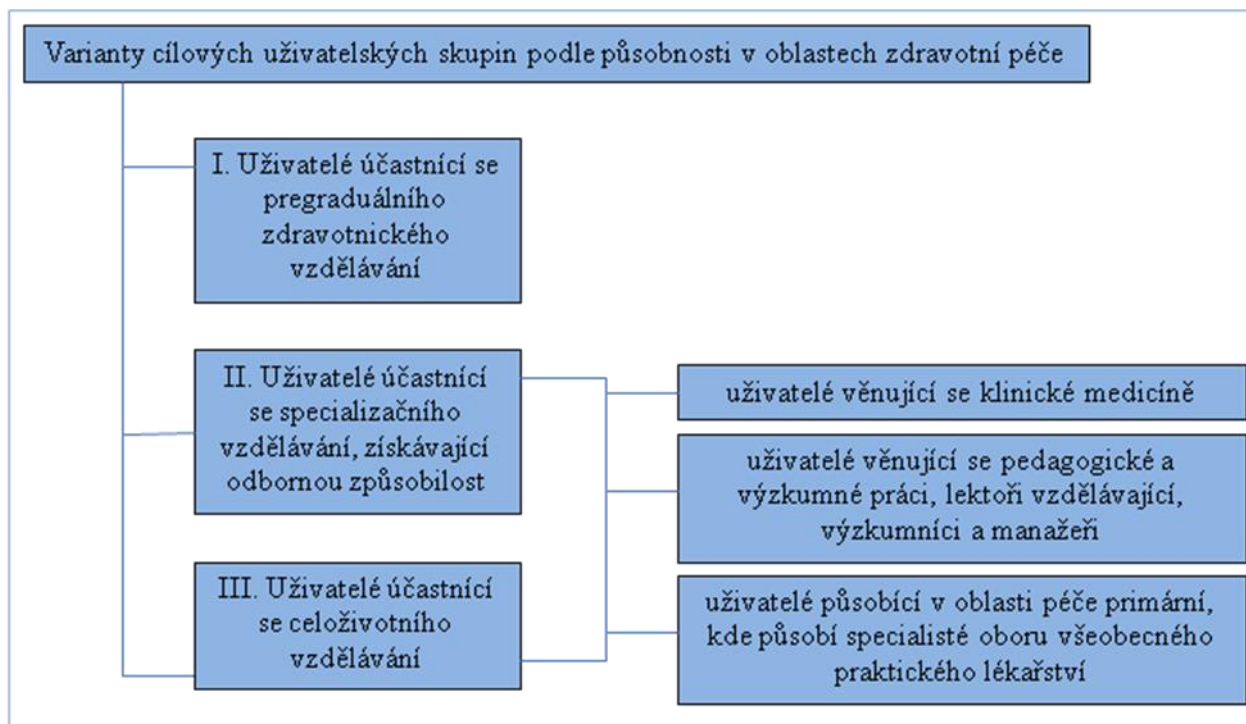 Varianty cílových uživatelských skupin podle působnosti v oblastech zdravotní péče
I. Uživatelé účastnící se
pregraduálního
zdravotnického
vzdělávání
II. Uživatelé účastnící
se specializačního
vzdělávání, získávající
odbornou způsobilost
III. Uživatelé účastnící
se celoživotního
vzdělávání
uživatelé věnující se klinické medicíně
uživatelé věnující se pedagogické a
výzkumné práci, lektoři vzdělávající,
výzkumníci a manažeři
uživatelé působící v oblasti péče primární,
kde působí specialisté oboru všeobecného
praktického lékařství